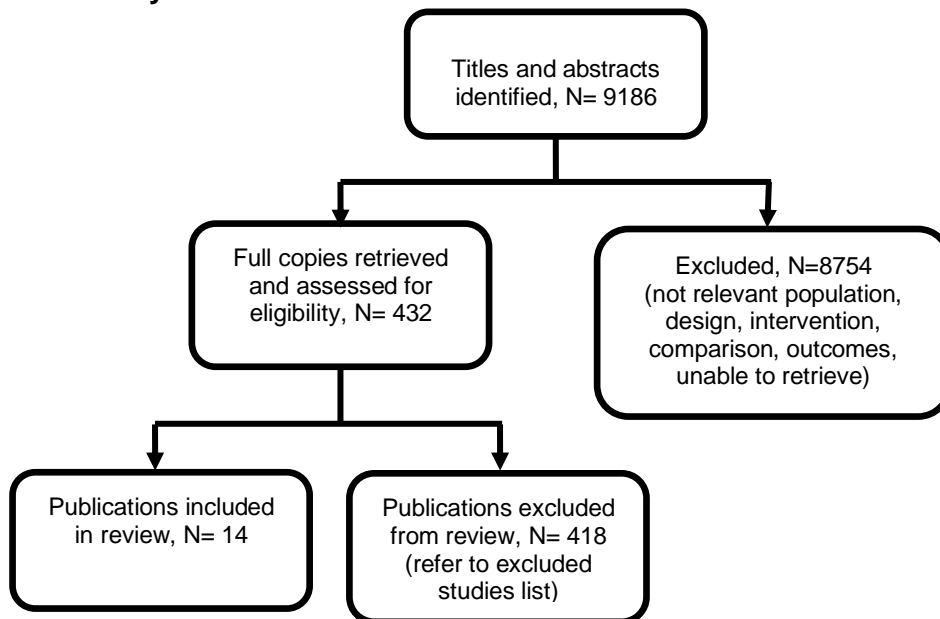 Titles and abstracts
identified, N= 9186
Full copies retrieved
and assessed for
eligibility, N= 432
Excluded, N=8754
(not relevant population,
design, intervention,
comparison, outcomes,
unable to retrieve)
Publications included
in review, N= 14
Publications excluded
from review, N= 418
(refer to excluded
studies list)